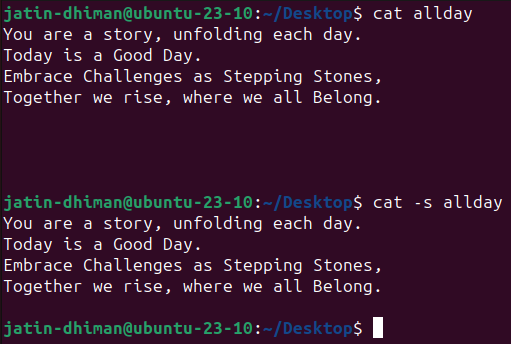 jatin-dhiman@ubuntu-23-10:~/Desktop$ cat allday
You are a story, unfolding each day.
Today is a Good Day.
Embrace Challenges as Stepping Stones,
Together we rise, where we all Belong.
jatin-dhiman@ubuntu-23-10:~/Desktop$ cat -s allday
You are a story, unfolding each day.
Today is a Good Day.
Embrace Challenges as Stepping Stones,
Together we rise, where we all Belong.
jatin-dhiman@ubuntu-23-10:~/Desktop$